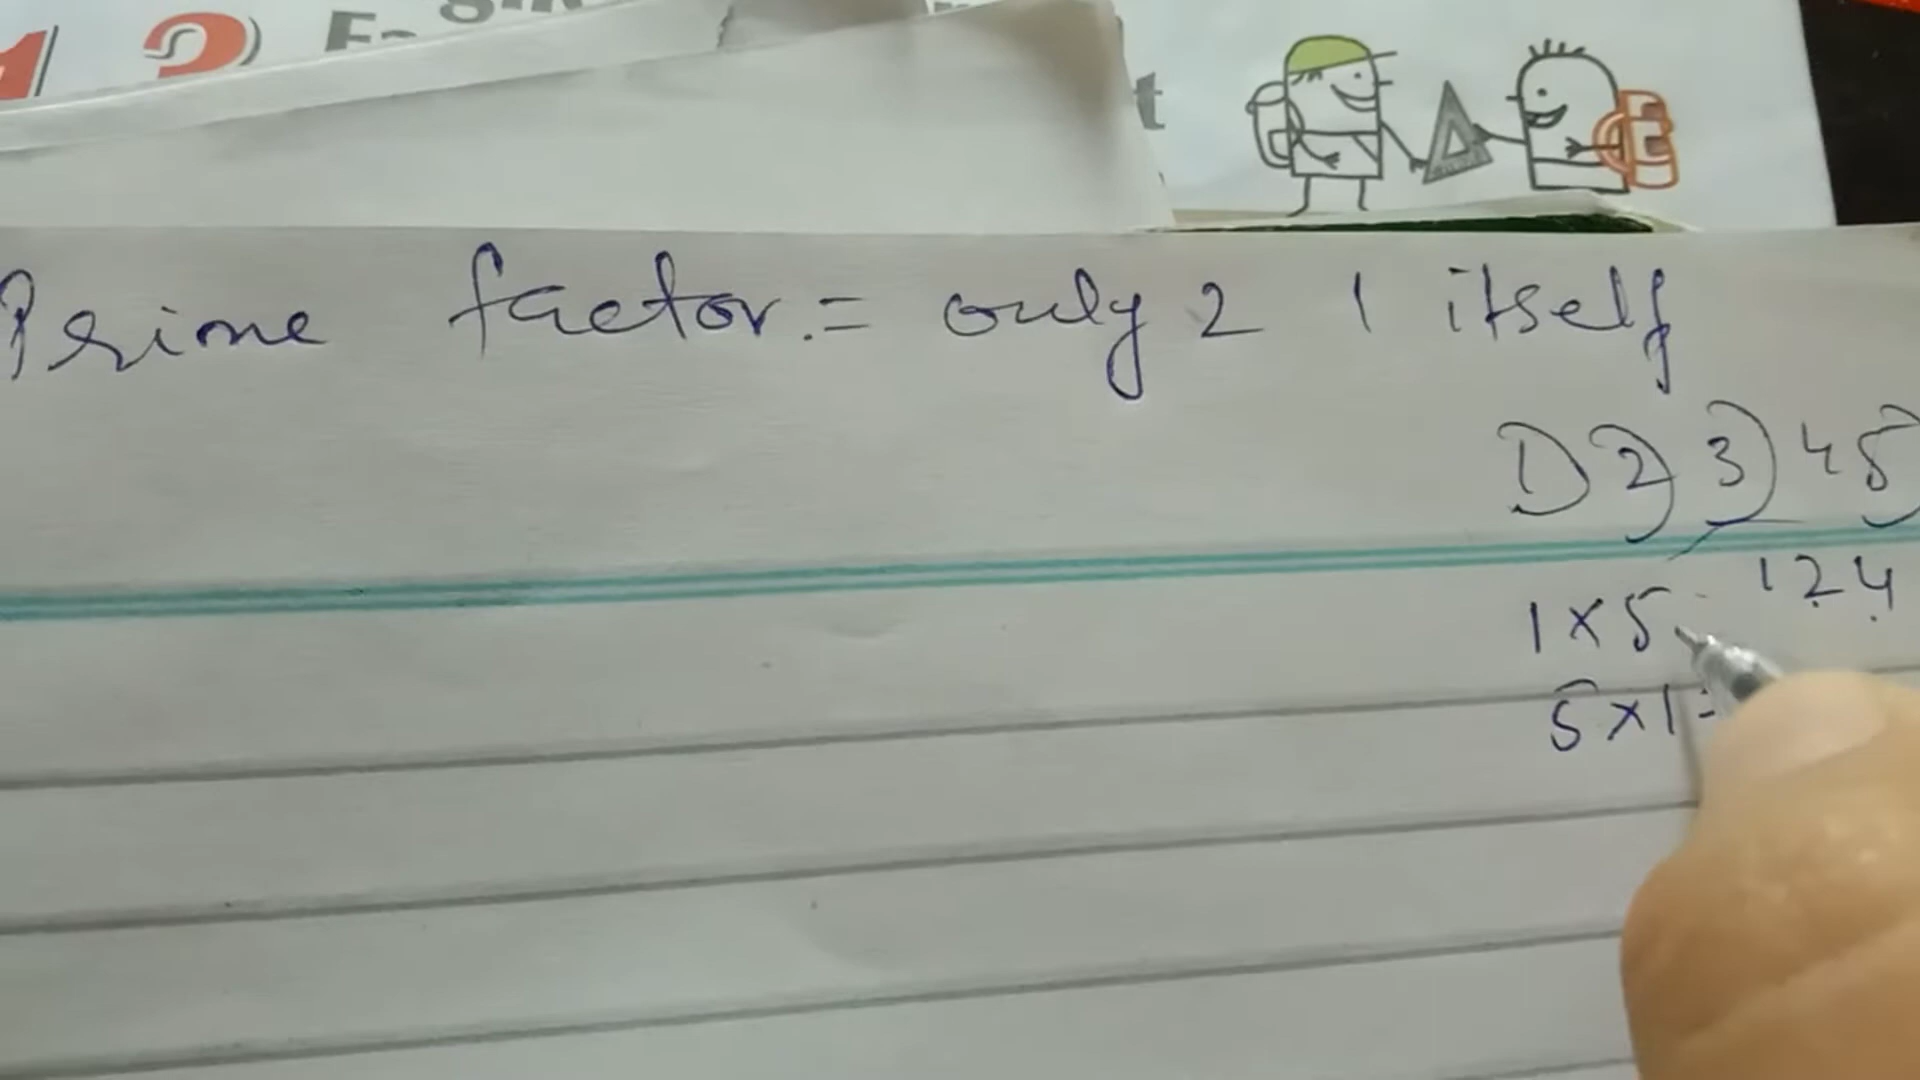 Prime factor. = only 2 1 itself
1 2 3 4 5
1 2 4
1 x 5
5 x 1 =